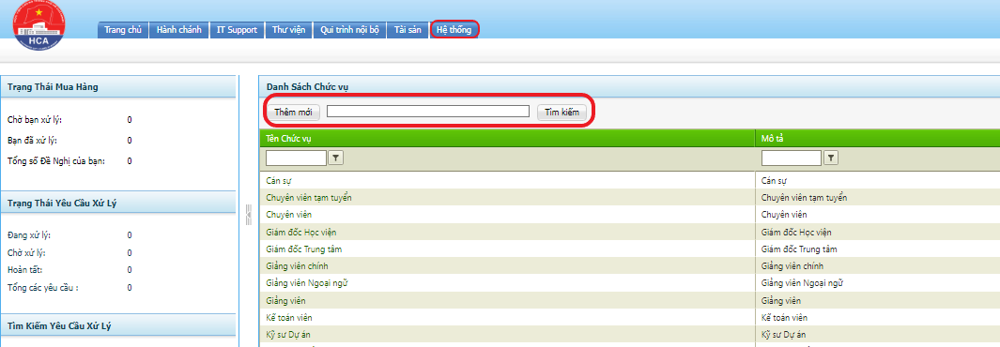 HCA
Trang chủ Hành chánh IT Support Thư viện Qui trình nội bộ Tài sản Hệ thống
Trạng Thái Mua Hàng
Chờ bạn xử lý: 0
Bạn đã xử lý: 0
Tổng số Đề Nghị của bạn: 0
Trạng Thái Yêu Cầu Xử Lý
Đang xử lý: 0
Chờ xử lý: 0
Hoàn tất: 0
Tổng các yêu cầu : 0
Tìm Kiếm Yêu Cầu Xử Lý
Danh Sách Chức vụ
Thêm mới Tìm kiếm
Tên Chức vụ Mô tả
Cán sự Cán sự
Chuyên viên tạm tuyển Chuyên viên tạm tuyển
Chuyên viên Chuyên viên
Giám đốc Học viện Giám đốc Học viện
Giám đốc Trung tâm Giám đốc Trung tâm
Giảng viên chính Giảng viên chính
Giảng viên Ngoại ngữ Giảng viên Ngoại ngữ
Giảng viên Giảng viên
Kế toán viên Kế toán viên
Kỹ sư Dự án Kỹ sư Dự án